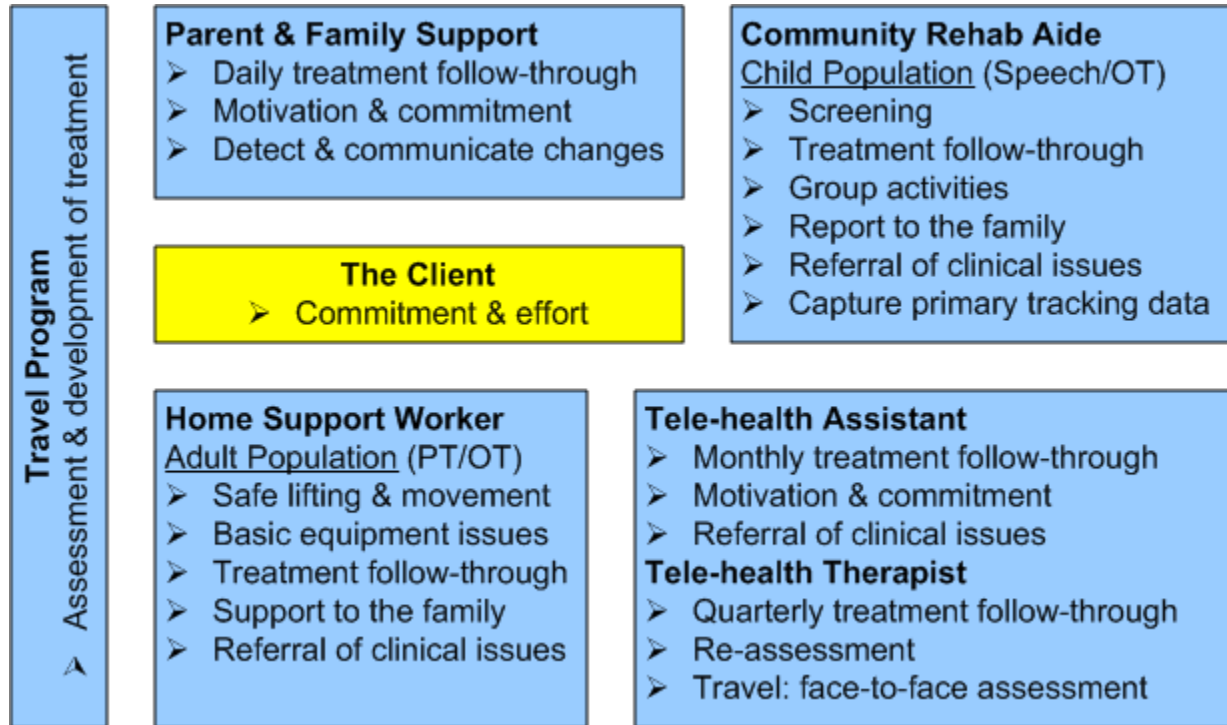 Travel Program
➤ Assessment & development of treatment
Parent & Family Support
➤ Daily treatment follow-through
➤ Motivation & commitment
➤ Detect & communicate changes
Community Rehab Aide
Child Population (Speech/OT)
➤ Screening
➤ Treatment follow-through
➤ Group activities
➤ Report to the family
➤ Referral of clinical issues
➤ Capture primary tracking data
The Client
➤ Commitment & effort
Home Support Worker
Adult Population (PT/OT)
➤ Safe lifting & movement
➤ Basic equipment issues
➤ Treatment follow-through
➤ Support to the family
➤ Referral of clinical issues
Tele-health Assistant
➤ Monthly treatment follow-through
➤ Motivation & commitment
➤ Referral of clinical issues
Tele-health Therapist
➤ Quarterly treatment follow-through
➤ Re-assessment
➤ Travel: face-to-face assessment